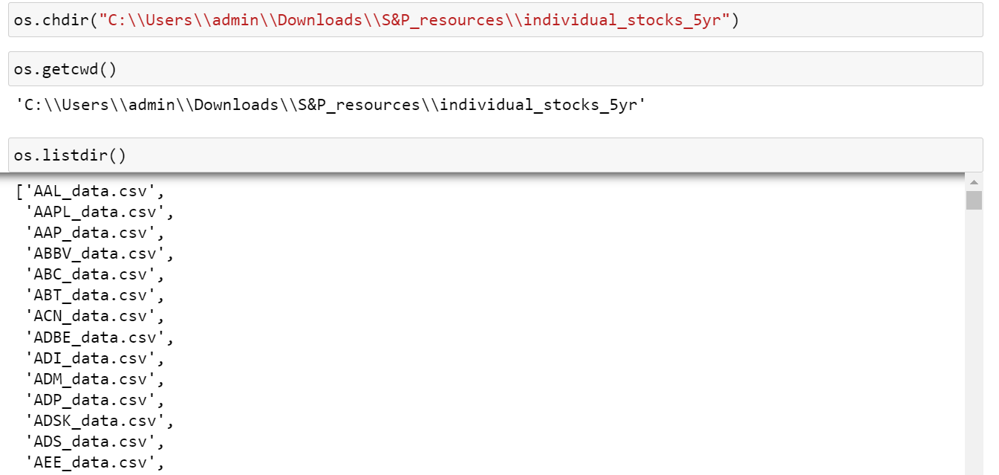 os.chdir("C:\\Users\\admin\\Downloads\\S&P_resources\\individual_stocks_5yr")
os.getcwd()
'C:\\Users\\admin\\Downloads\\S&P_resources\\individual_stocks_5yr'
os.listdir()
['AAL_data.csv',
'AAPL_data.csv',
'AAP_data.csv',
'ABBV_data.csv',
'ABC_data.csv',
'ABT_data.csv',
'ACN_data.csv',
'ADBE_data.csv',
'ADI_data.csv',
'ADM_data.csv',
'ADP_data.csv',
'ADSK_data.csv',
'ADS_data.csv',
'AEE_data.csv',